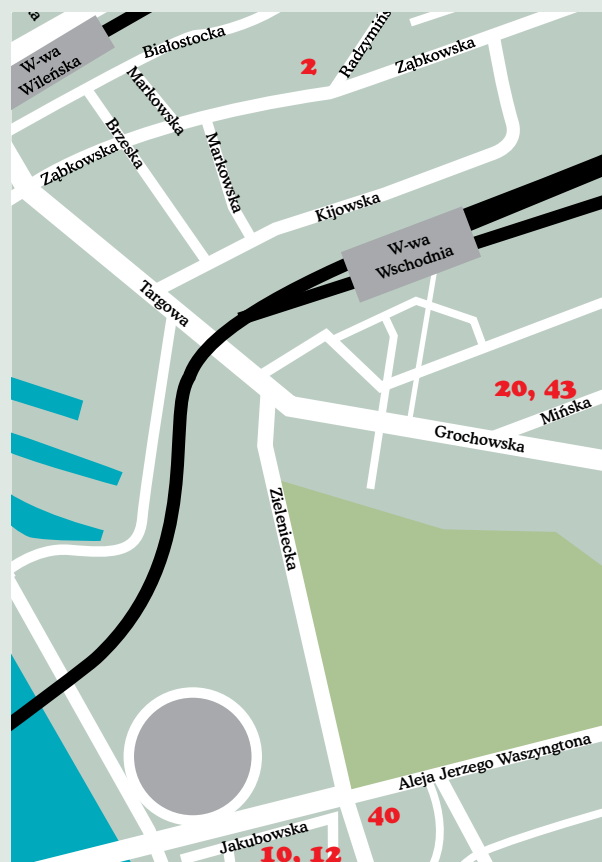 W-wa
Wileńska
Białostocka
2
Ząbkowska
Markowska
Brzeska
Ząbkowska
Markowska
Kijowska
W-wa
Wschodnia
Targowa
20, 43
Mińska
Grochowska
Zieleniecka
Aleja Jerzego Waszyngtona
40
Jakubowska
10, 12